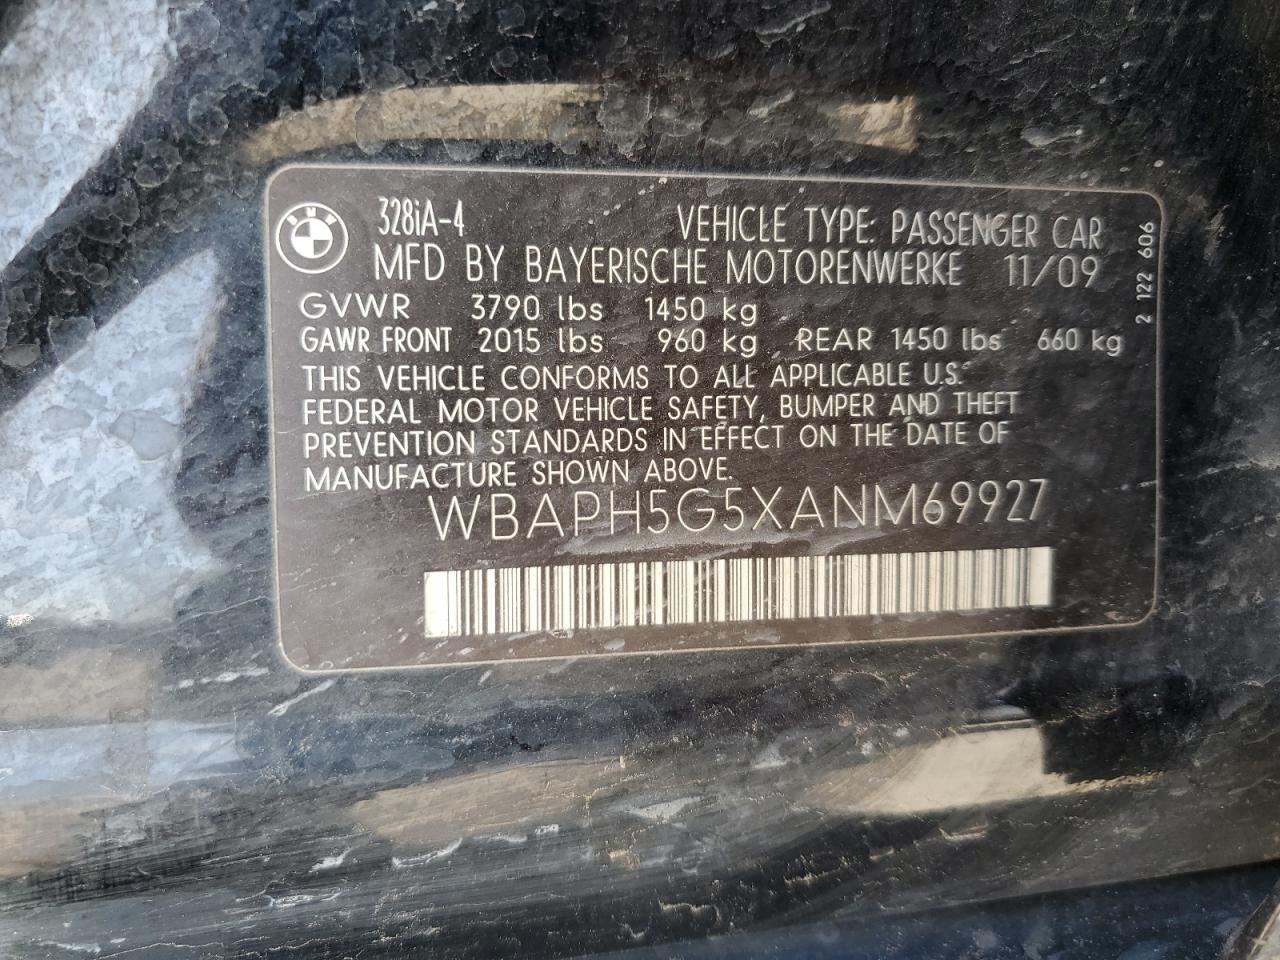 BMW
328iA-4 VEHICLE TYPE: PASSENGER CAR
MFD BY BAYERISCHE MOTORENWERKE 11/09
GVWR 3790 lbs 1450 kg
GAWR FRONT 2015 lbs 960 kg REAR 1450 lbs 660 kg
THIS VEHICLE CONFORMS TO ALL APPLICABLE U.S.
FEDERAL MOTOR VEHICLE SAFETY, BUMPER AND THEFT
PREVENTION STANDARDS IN EFFECT ON THE DATE OF
MANUFACTURE SHOWN ABOVE.
WBAPH5G5XANM69927
2 122 606